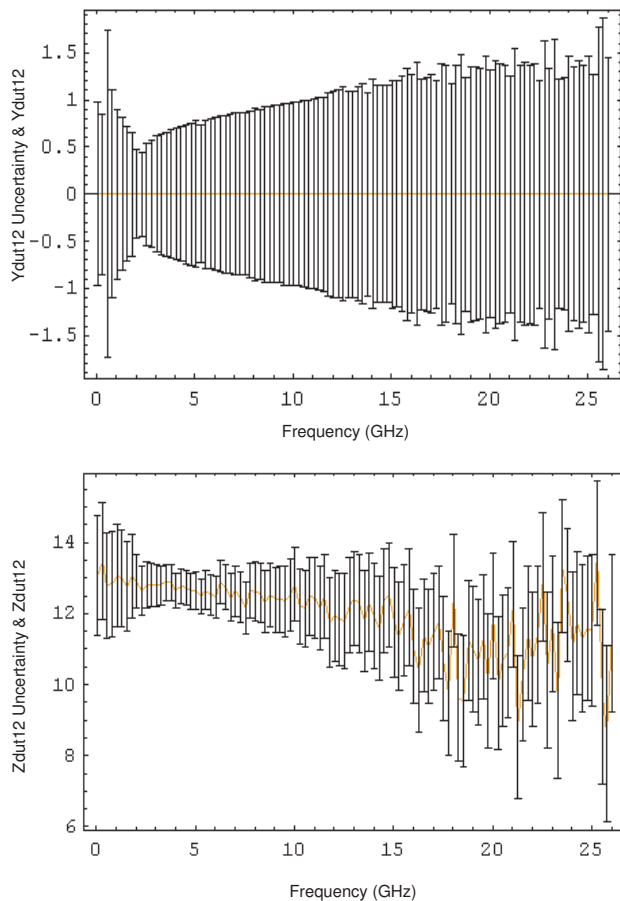 1.5
1
0.5
0
-0.5
-1
-1.5
Ydut12 Uncertainty & Ydut12
0 5 10 15 20 25
Frequency (GHz)
14
12
10
8
6
Zdut12 Uncertainty & Zdut12
0 5 10 15 20 25
Frequency (GHz)